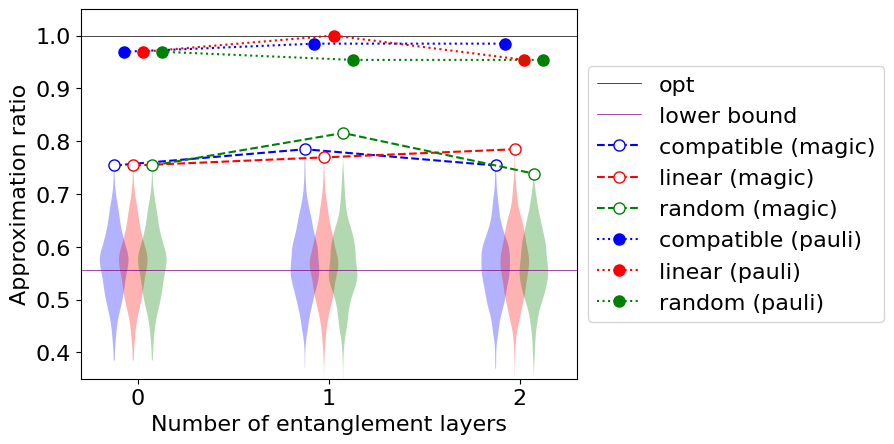 1.0
0.9
0.8
0.7
0.6
0.5
0.4
Approximation ratio
0
1
2
Number of entanglement layers
opt
lower bound
compatible (magic)
linear (magic)
random (magic)
compatible (pauli)
linear (pauli)
random (pauli)